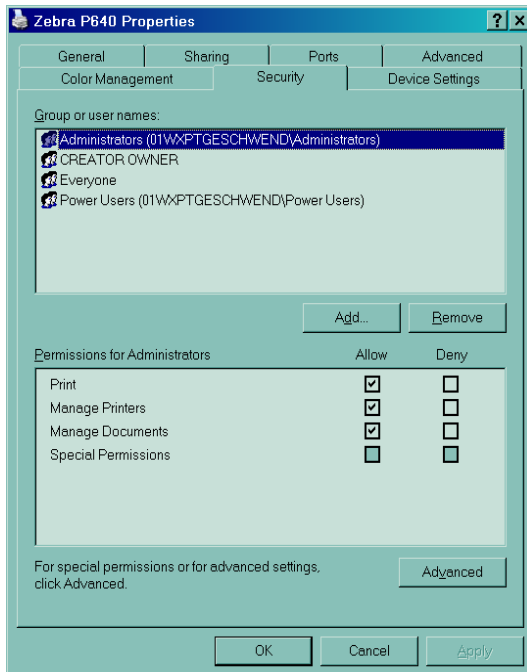 Zebra P640 Properties
General Sharing Ports Advanced
Color Management Security Device Settings
Group or user names:
Administrators (01WXPTGESCHWEND\Administrators)
CREATOR OWNER
Everyone
Power Users (01WXPTGESCHWEND\Power Users)
Add... Remove
Permissions for Administrators Allow Deny
Print
Manage Printers
Manage Documents
Special Permissions
For special permissions or for advanced settings,
click Advanced.
Advanced
OK Cancel Apply